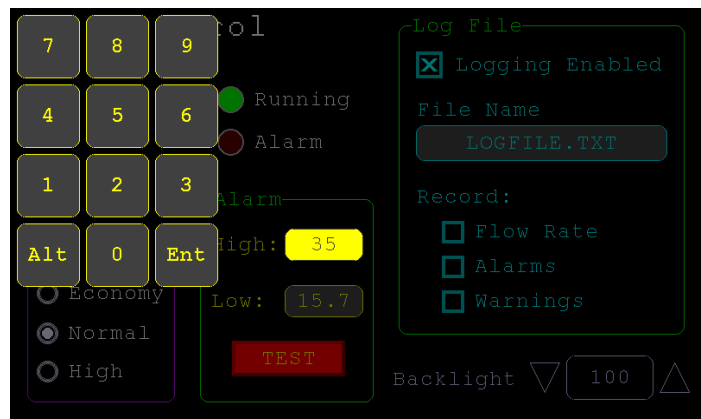 7 8 9
4 5 6
1 2 3
Alt 0 Ent
Running
Alarm
Alarm
High: 35
Low: 15.7
TEST
Economy
Normal
High
Log File
Logging Enabled
File Name
LOGFILE.TXT
Record:
Flow Rate
Alarms
Warnings
Backlight 100